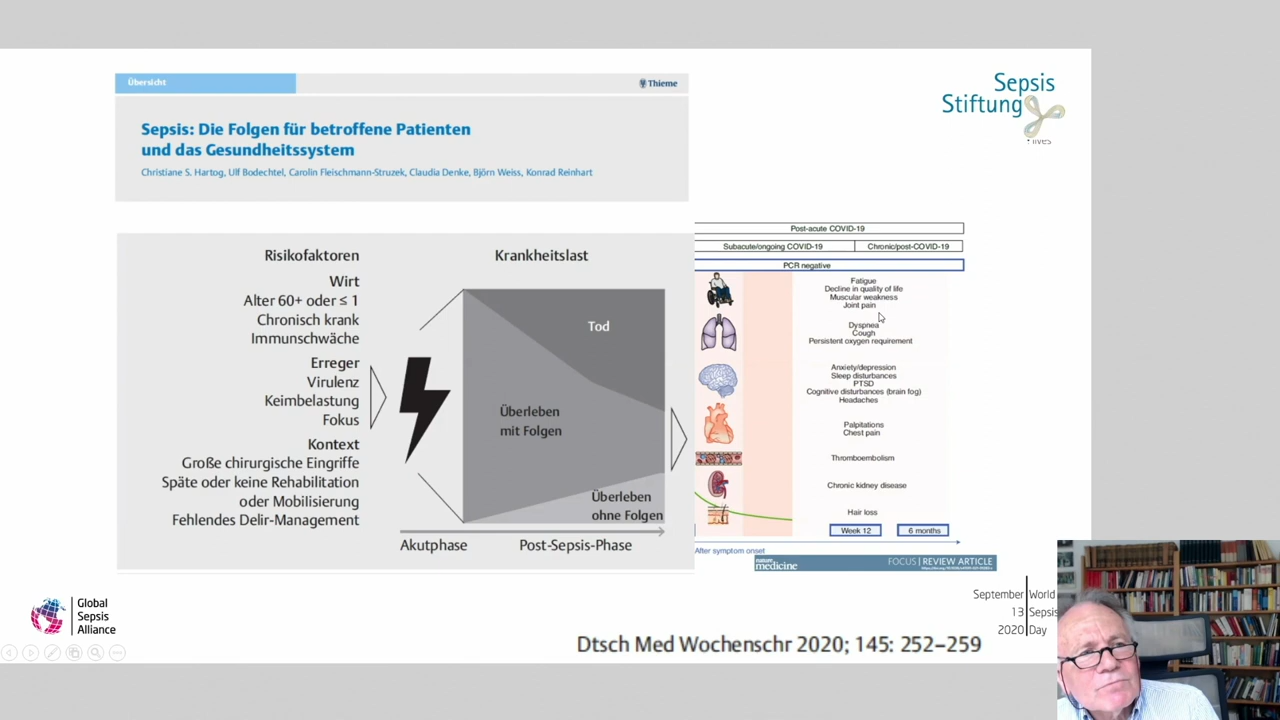 Übersicht
Thieme
Sepsis: Die Folgen für betroffene Patienten
und das Gesundheitssystem
Christiane S. Hartog, Ulf Bodechtel, Carolin Fleischmann-Struzek, Claudia Denke, Björn Weiss, Konrad Reinhart
Sepsis
Stiftung
lives
Risikofaktoren
Wirt
Alter 60+ oder ≤ 1
Chronisch krank
Immunschwäche
Erreger
Virulenz
Keimbelastung
Fokus
Kontext
Große chirurgische Eingriffe
Späte oder keine Rehabilitation
oder Mobilisierung
Fehlendes Delir-Management
Krankheitslast
Tod
Überleben
mit Folgen
Überleben
ohne Folgen
Akutphase
Post-Sepsis-Phase
Post-acute COVID-19
Subacute/ongoing COVID-19
Chronic/post-COVID-19
PCR negative
Fatigue
Decline in quality of life
Muscular weakness
Joint pain
Dyspnea
Cough
Persistent oxygen requirement
Anxiety/depression
Sleep disturbances
PTSD
Cognitive disturbances (brain fog)
Headaches
Palpitations
Chest pain
Thromboembolism
Chronic kidney disease
Hair loss
Week 12
6 months
After symptom onset
nature
medicine
FOCUS | REVIEW ARTICLE
Global
Sepsis
Alliance
September
13
2020
World
Sepsis
Day
Dtsch Med Wochenschr 2020; 145: 252–259